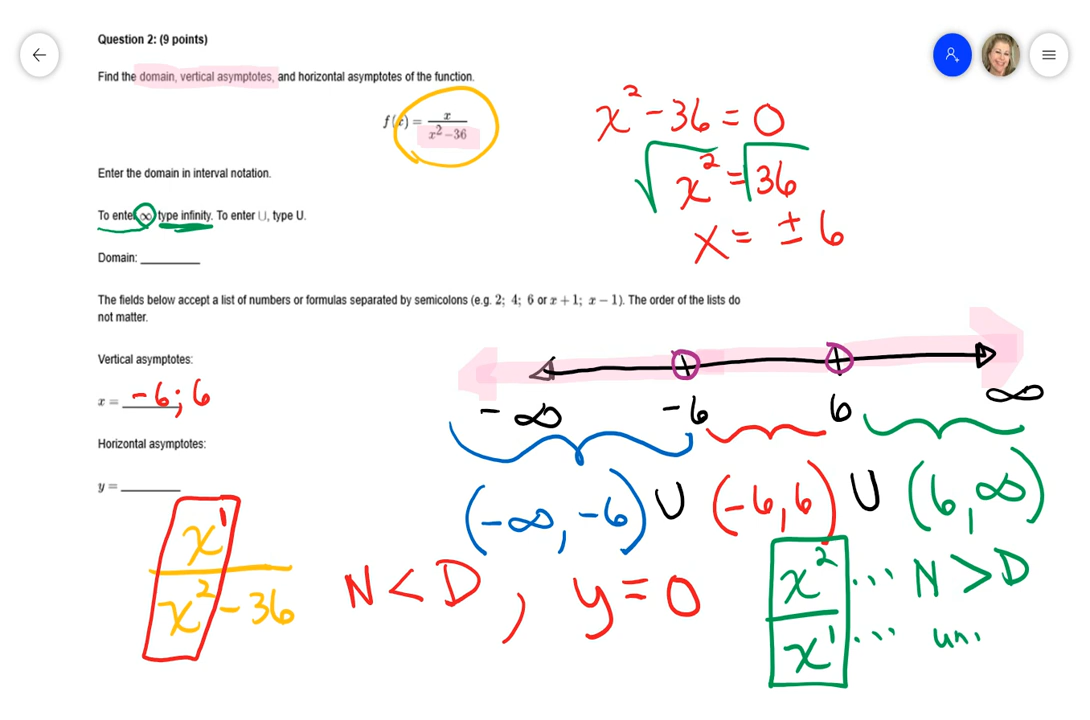 Question 2: (9 points)
Find the domain, vertical asymptotes, and horizontal asymptotes of the function.
f(x) = x / (x² − 36)
x² − 36 = 0
√x² = √36
x = ± 6
Enter the domain in interval notation.
To enter ∞, type infinity. To enter ∪, type U.
Domain:
The fields below accept a list of numbers or formulas separated by semicolons (e.g. 2; 4; 6 or x + 1; x − 1). The order of the lists do
not matter.
Vertical asymptotes:
x = -6; 6
Horizontal asymptotes:
y =
-∞ -6 6 ∞
(-∞, -6) ∪ (-6, 6) ∪ (6, ∞)
x¹ / (x² - 36)
N < D , y = 0
x² ... N > D
x¹ ... un